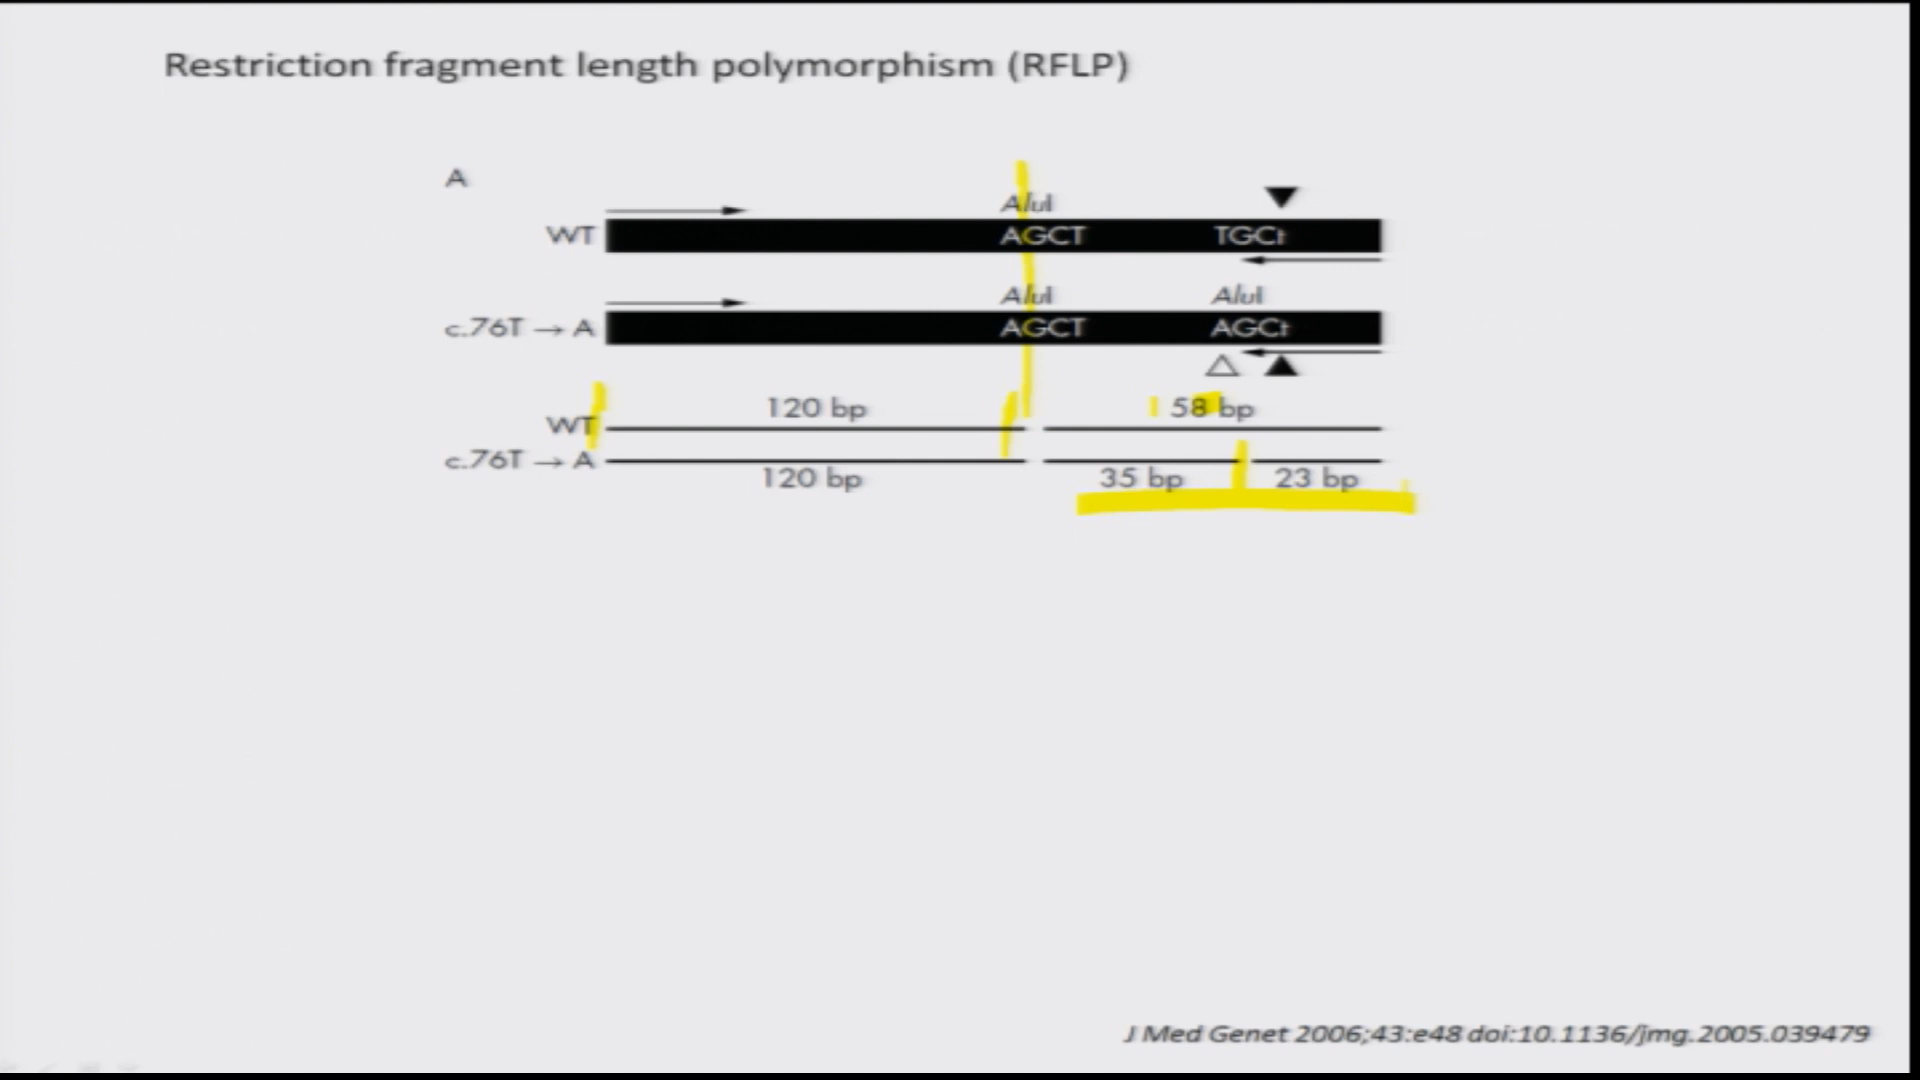 Restriction fragment length polymorphism (RFLP)
A
AluI
WT AGCT TGCt
AluI AluI
c.76T → A AGCT AGCt
120 bp 58 bp
WT
c.76T → A
120 bp 35 bp 23 bp
J Med Genet 2006;43:e48 doi:10.1136/jmg.2005.039479